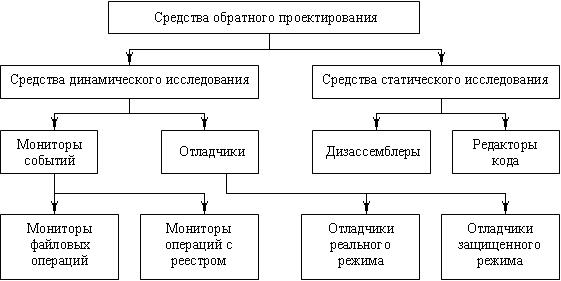 Средства обратного проектирования
Средства динамического исследования
Средства статического исследования
Мониторы
событий
Отладчики
Дизассемблеры
Редакторы
кода
Мониторы
файловых
операций
Мониторы
операций с
реестром
Отладчики
реального
режима
Отладчики
защищенного
режима